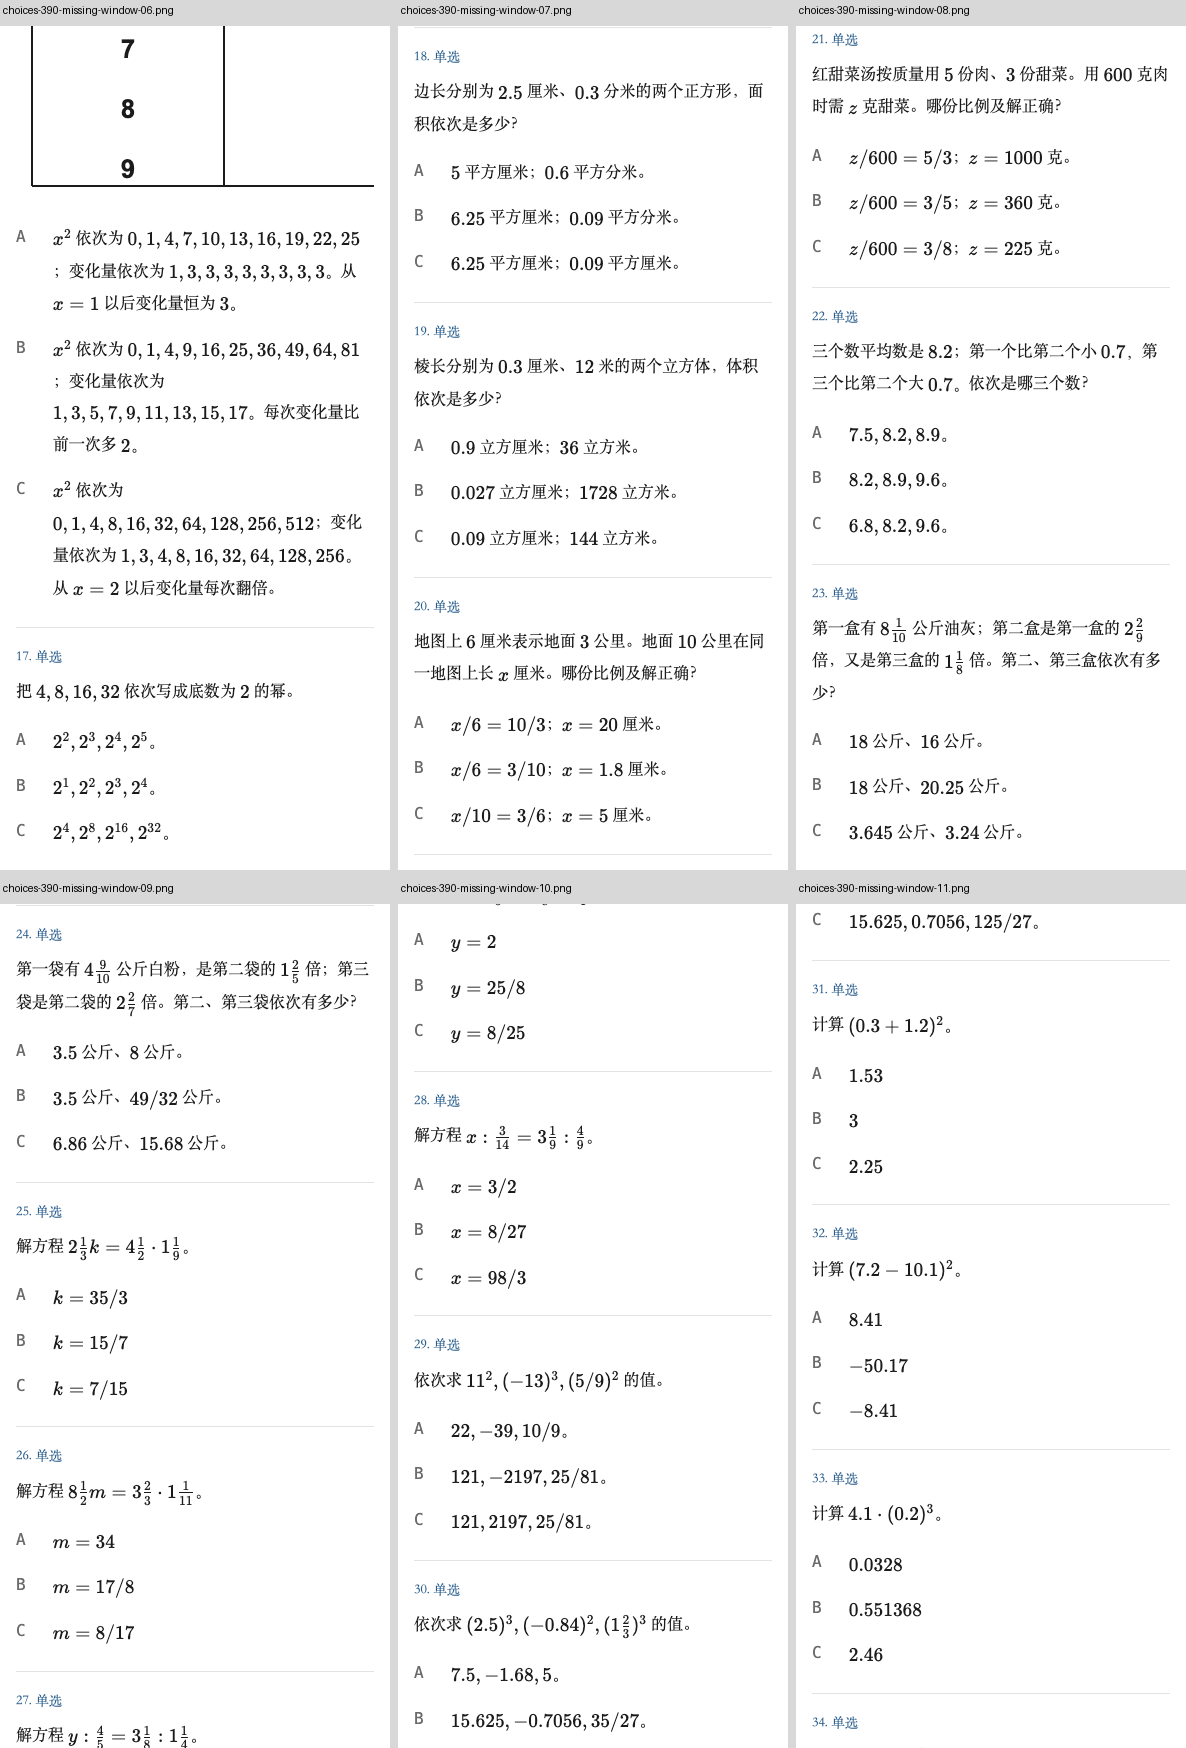 choices-390-missing-window-06.png
7
8
9
A x² 依次为 0, 1, 4, 7, 10, 13, 16, 19, 22, 25
；变化量依次为 1, 3, 3, 3, 3, 3, 3, 3, 3。从
x = 1 以后变化量恒为 3。
B x² 依次为 0, 1, 4, 9, 16, 25, 36, 49, 64, 81
；变化量依次为
1, 3, 5, 7, 9, 11, 13, 15, 17。每次变化量比
前一次多 2。
C x² 依次为
0, 1, 4, 8, 16, 32, 64, 128, 256, 512；变化
量依次为 1, 3, 4, 8, 16, 32, 64, 128, 256。
从 x = 2 以后变化量每次翻倍。
17. 单选
把 4, 8, 16, 32 依次写成底数为 2 的幂。
A 2², 2³, 2⁴, 2⁵。
B 2¹, 2², 2³, 2⁴。
C 2⁴, 2⁸, 2¹⁶, 2³²。
choices-390-missing-window-07.png
18. 单选
边长分别为 2.5 厘米、0.3 分米的两个正方形，面
积依次是多少？
A 5 平方厘米；0.6 平方分米。
B 6.25 平方厘米；0.09 平方分米。
C 6.25 平方厘米；0.09 平方厘米。
19. 单选
棱长分别为 0.3 厘米、12 米的两个立方体，体积
依次是多少？
A 0.9 立方厘米；36 立方米。
B 0.027 立方厘米；1728 立方米。
C 0.09 立方厘米；144 立方米。
20. 单选
地图上 6 厘米表示地面 3 公里。地面 10 公里在同
一地图上长 x 厘米。哪份比例及解正确？
A x/6 = 10/3；x = 20 厘米。
B x/6 = 3/10；x = 1.8 厘米。
C x/10 = 3/6；x = 5 厘米。
choices-390-missing-window-08.png
21. 单选
红甜菜汤按质量用 5 份肉、3 份甜菜。用 600 克肉
时需 z 克甜菜。哪份比例及解正确？
A z/600 = 5/3；z = 1000 克。
B z/600 = 3/5；z = 360 克。
C z/600 = 3/8；z = 225 克。
22. 单选
三个数平均数是 8.2；第一个比第二个小 0.7，第
三个比第二个大 0.7。依次是哪三个数？
A 7.5, 8.2, 8.9。
B 8.2, 8.9, 9.6。
C 6.8, 8.2, 9.6。
23. 单选
第一盒有 8 1/10 公斤油灰；第二盒是第一盒的 2 2/9
倍，又是第三盒的 1 1/8 倍。第二、第三盒依次有多
少？
A 18 公斤、16 公斤。
B 18 公斤、20.25 公斤。
C 3.645 公斤、3.24 公斤。
choices-390-missing-window-09.png
24. 单选
第一袋有 4 9/10 公斤白粉，是第二袋的 1 2/5 倍；第三
袋是第二袋的 2 2/7 倍。第二、第三袋依次有多少？
A 3.5 公斤、8 公斤。
B 3.5 公斤、49/32 公斤。
C 6.86 公斤、15.68 公斤。
25. 单选
解方程 2 1/3 k = 4 1/2 · 1 1/9。
A k = 35/3
B k = 15/7
C k = 7/15
26. 单选
解方程 8 1/2 m = 3 2/3 · 1 1/11。
A m = 34
B m = 17/8
C m = 8/17
27. 单选
解方程 y : 4/5 = 3 1/8 : 1 1/4。
choices-390-missing-window-10.png
A y = 2
B y = 25/8
C y = 8/25
28. 单选
解方程 x : 3/14 = 3 1/9 : 4/9。
A x = 3/2
B x = 8/27
C x = 98/3
29. 单选
依次求 11², (−13)³, (5/9)² 的值。
A 22, −39, 10/9。
B 121, −2197, 25/81。
C 121, 2197, 25/81。
30. 单选
依次求 (2.5)³, (−0.84)², (1 2/3)³ 的值。
A 7.5, −1.68, 5。
B 15.625, −0.7056, 35/27。
choices-390-missing-window-11.png
C 15.625, 0.7056, 125/27。
31. 单选
计算 (0.3 + 1.2)²。
A 1.53
B 3
C 2.25
32. 单选
计算 (7.2 − 10.1)²。
A 8.41
B −50.17
C −8.41
33. 单选
计算 4.1 · (0.2)³。
A 0.0328
B 0.551368
C 2.46
34. 单选